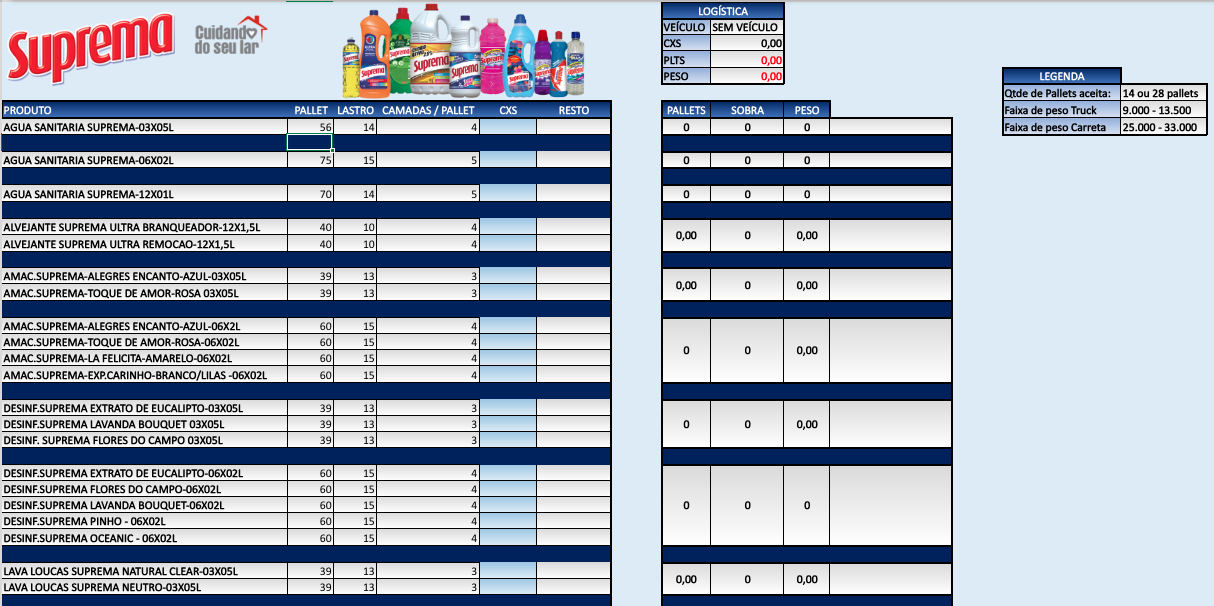 Suprema
Cuidando
do seu lar
LOGÍSTICA
VEÍCULO SEM VEÍCULO
CXS 0,00
PLTS 0,00
PESO 0,00
LEGENDA
Qtde de Pallets aceita: 14 ou 28 pallets
Faixa de peso Truck 9.000 - 13.500
Faixa de peso Carreta 25.000 - 33.000
PRODUTO PALLET LASTRO CAMADAS / PALLET CXS RESTO PALLETS SOBRA PESO
AGUA SANITARIA SUPREMA-03X05L 56 14 4 0 0 0
AGUA SANITARIA SUPREMA-06X02L 75 15 5 0 0 0
AGUA SANITARIA SUPREMA-12X01L 70 14 5 0 0 0
ALVEJANTE SUPREMA ULTRA BRANQUEADOR-12X1,5L 40 10 4
0,00 0 0,00
ALVEJANTE SUPREMA ULTRA REMOCAO-12X1,5L 40 10 4
AMAC.SUPREMA-ALEGRES ENCANTO-AZUL-03X05L 39 13 3
0,00 0 0,00
AMAC.SUPREMA-TOQUE DE AMOR-ROSA 03X05L 39 13 3
AMAC.SUPREMA-ALEGRES ENCANTO-AZUL-06X2L 60 15 4
AMAC.SUPREMA-TOQUE DE AMOR-ROSA-06X02L 60 15 4
0 0 0,00
AMAC.SUPREMA-LA FELICITA-AMARELO-06X02L 60 15 4
AMAC.SUPREMA-EXP.CARINHO-BRANCO/LILAS -06X02L 60 15 4
DESINF.SUPREMA EXTRATO DE EUCALIPTO-03X05L 39 13 3
DESINF.SUPREMA LAVANDA BOUQUET 03X05L 39 13 3 0 0 0,00
DESINF. SUPREMA FLORES DO CAMPO 03X05L 39 13 3
DESINF.SUPREMA EXTRATO DE EUCALIPTO-06X02L 60 15 4
DESINF.SUPREMA FLORES DO CAMPO-06X02L 60 15 4
DESINF.SUPREMA LAVANDA BOUQUET-06X02L 60 15 4 0 0 0
DESINF.SUPREMA PINHO - 06X02L 60 15 4
DESINF.SUPREMA OCEANIC - 06X02L 60 15 4
LAVA LOUCAS SUPREMA NATURAL CLEAR-03X05L 39 13 3
0,00 0 0,00
LAVA LOUCAS SUPREMA NEUTRO-03X05L 39 13 3